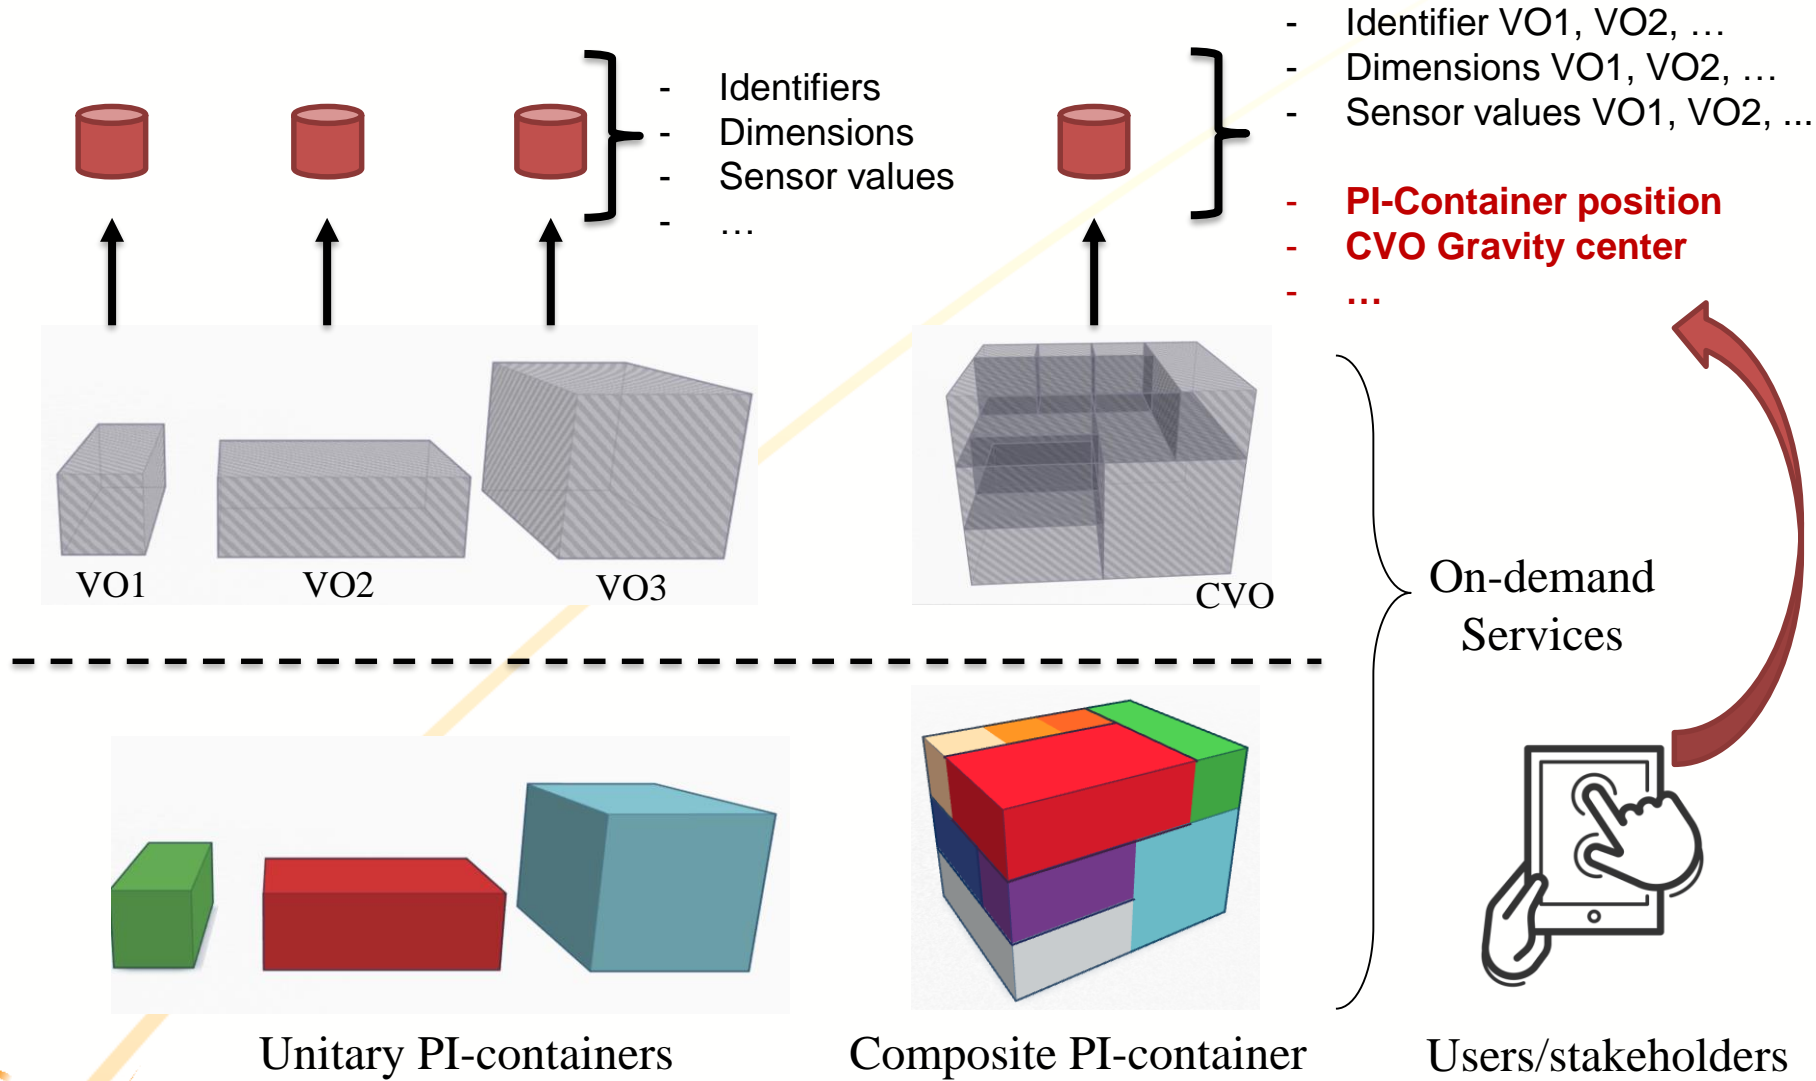 - Identifier VO1, VO2, …
- Dimensions VO1, VO2, …
- Sensor values VO1, VO2, ...
- PI-Container position
- CVO Gravity center
- …
- Identifiers
- Dimensions
- Sensor values
- …
VO1
VO2
VO3
CVO
On-demand
Services
Unitary PI-containers
Composite PI-container
Users/stakeholders